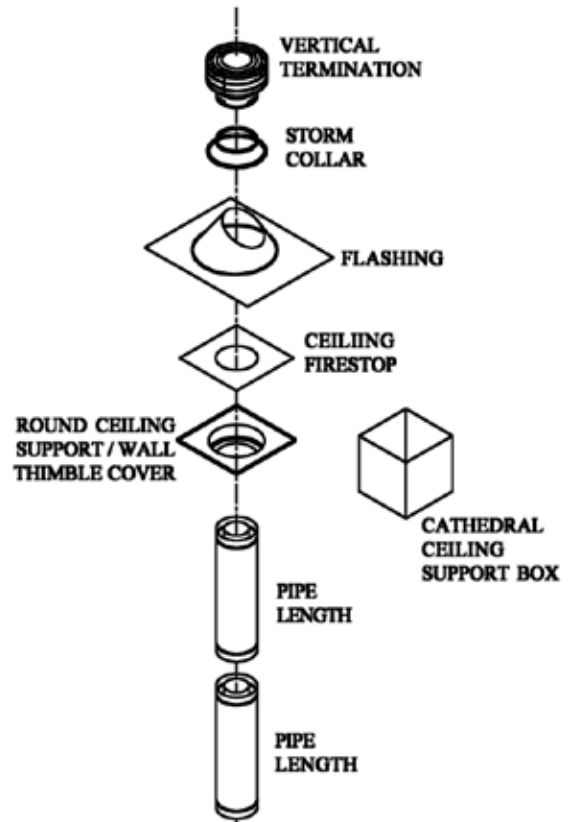 VERTICAL
TERMINATION
STORM
COLLAR
FLASHING
CEILIING
FIRESTOP
ROUND CEILING
SUPPORT / WALL
THIMBLE COVER
CATHEDRAL
CEILING
SUPPORT BOX
PIPE
LENGTH
PIPE
LENGTH